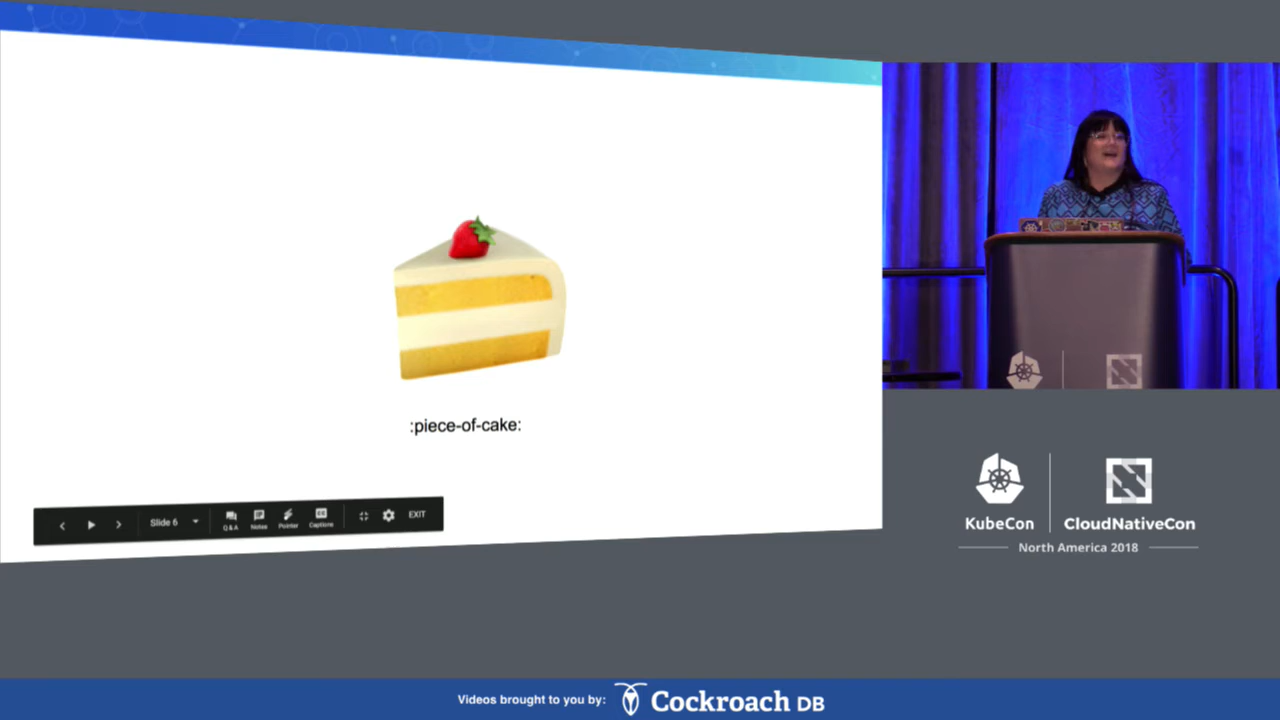 :piece-of-cake:
Slide 6
Q&A
Notes
Pointer
Captions
EXIT
KubeCon
CloudNativeCon
North America 2018
Videos brought to you by:
Cockroach DB